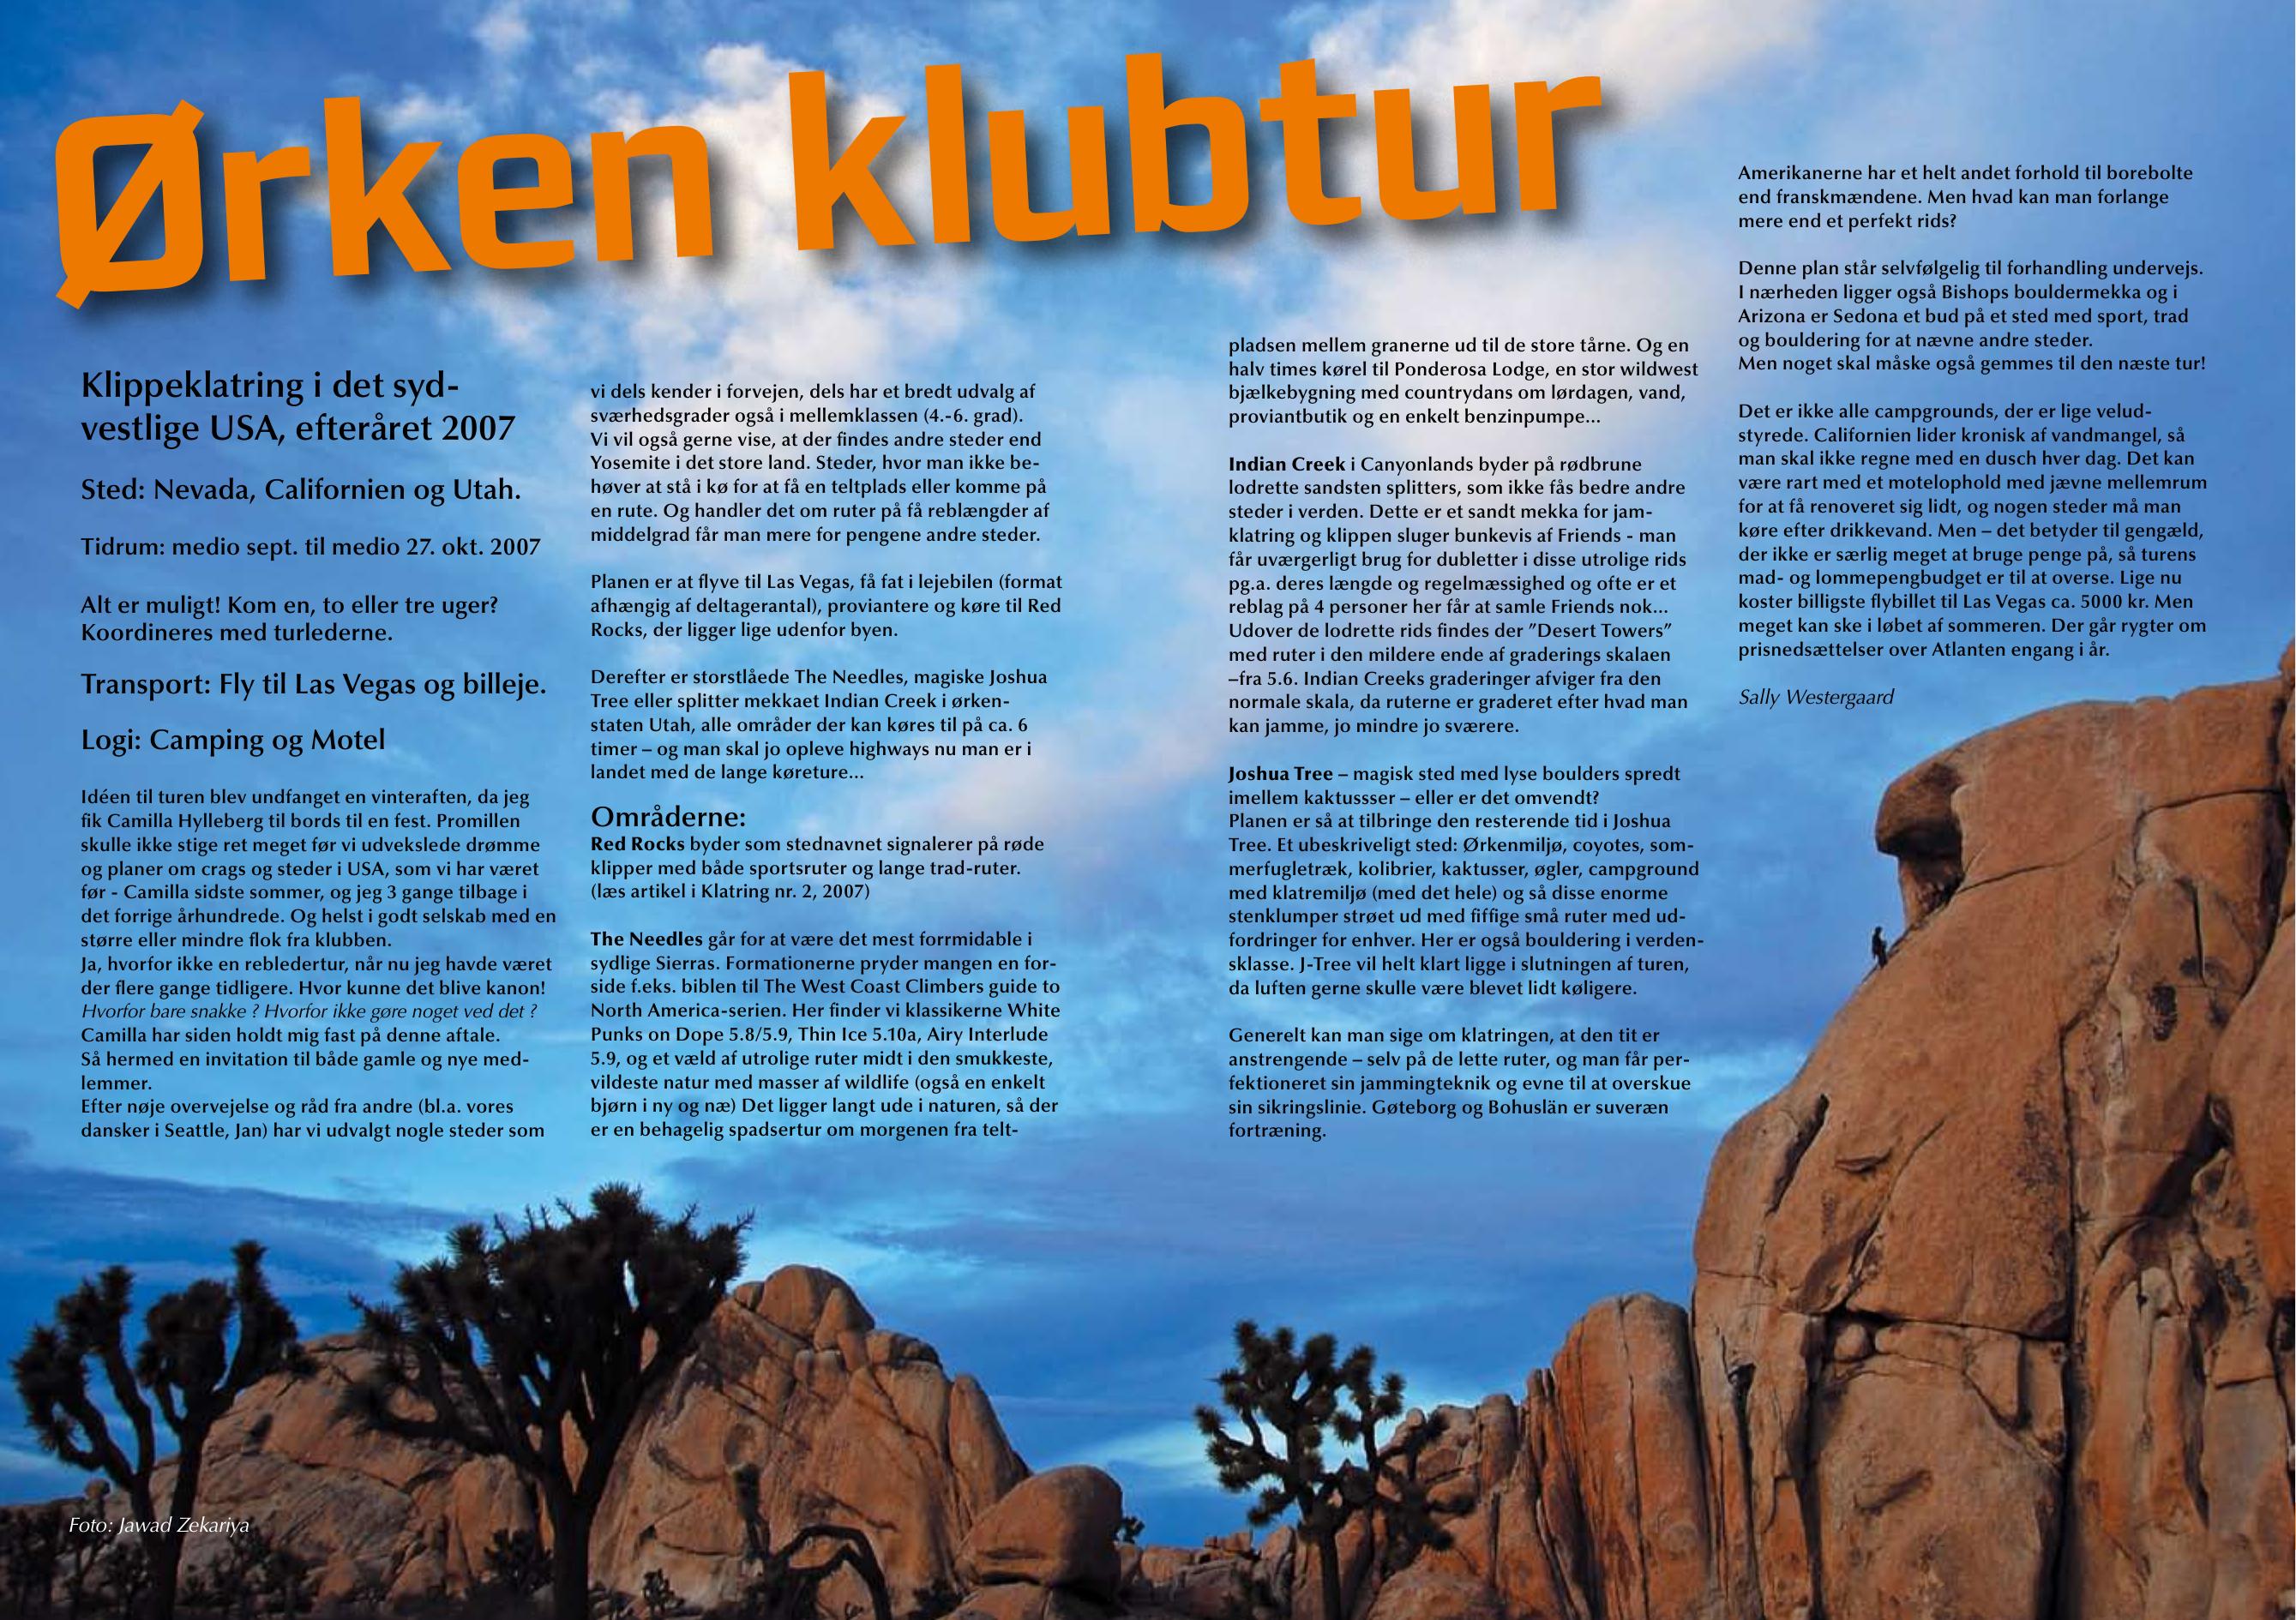 Ørken klubtur
Klippeklatring i det syd-
vestlige USA, efteråret 2007
Sted: Nevada, Californien og Utah.
Tidrum: medio sept. til medio 27. okt. 2007
Alt er muligt! Kom en, to eller tre uger?
Koordineres med turlederne.
Transport: Fly til Las Vegas og billeje.
Logi: Camping og Motel
Idéen til turen blev undfanget en vinteraften, da jeg
fik Camilla Hylleberg til bords til en fest. Promillen
skulle ikke stige ret meget før vi udvekslede drømme
og planer om crags og steder i USA, som vi har været
før - Camilla sidste sommer, og jeg 3 gange tilbage i
det forrige århundrede. Og helst i godt selskab med en
større eller mindre flok fra klubben.
Ja, hvorfor ikke en rebledertur, når nu jeg havde været
der flere gange tidligere. Hvor kunne det blive kanon!
Hvorfor bare snakke ? Hvorfor ikke gøre noget ved det ?
Camilla har siden holdt mig fast på denne aftale.
Så hermed en invitation til både gamle og nye med-
lemmer.
Efter nøje overvejelse og råd fra andre (bl.a. vores
dansker i Seattle, Jan) har vi udvalgt nogle steder som
vi dels kender i forvejen, dels har et bredt udvalg af
sværhedsgrader også i mellemklassen (4.-6. grad).
Vi vil også gerne vise, at der findes andre steder end
Yosemite i det store land. Steder, hvor man ikke be-
høver at stå i kø for at få en teltplads eller komme på
en rute. Og handler det om ruter på få reblængder af
middelgrad får man mere for pengene andre steder.
Planen er at flyve til Las Vegas, få fat i lejebilen (format
afhængig af deltagerantal), proviantere og køre til Red
Rocks, der ligger lige udenfor byen.
Derefter er storstlåede The Needles, magiske Joshua
Tree eller splitter mekkaet Indian Creek i ørken-
staten Utah, alle områder der kan køres til på ca. 6
timer – og man skal jo opleve highways nu man er i
landet med de lange køreture...
Områderne:
Red Rocks byder som stednavnet signalerer på røde
klipper med både sportsruter og lange trad-ruter.
(læs artikel i Klatring nr. 2, 2007)
The Needles går for at være det mest forrmidable i
sydlige Sierras. Formationerne pryder mangen en for-
side f.eks. biblen til The West Coast Climbers guide to
North America-serien. Her finder vi klassikerne White
Punks on Dope 5.8/5.9, Thin Ice 5.10a, Airy Interlude
5.9, og et væld af utrolige ruter midt i den smukkeste,
vildeste natur med masser af wildlife (også en enkelt
bjørn i ny og næ) Det ligger langt ude i naturen, så der
er en behagelig spadsertur om morgenen fra telt-
pladsen mellem granerne ud til de store tårne. Og en
halv times kørel til Ponderosa Lodge, en stor wildwest
bjælkebygning med countrydans om lørdagen, vand,
proviantbutik og en enkelt benzinpumpe...
Indian Creek i Canyonlands byder på rødbrune
lodrette sandsten splitters, som ikke fås bedre andre
steder i verden. Dette er et sandt mekka for jam-
klatring og klippen sluger bunkevis af Friends - man
får uværgerligt brug for dubletter i disse utrolige rids
pg.a. deres længde og regelmæssighed og ofte er et
reblag på 4 personer her får at samle Friends nok...
Udover de lodrette rids findes der ”Desert Towers”
med ruter i den mildere ende af graderings skalaen
–fra 5.6. Indian Creeks graderinger afviger fra den
normale skala, da ruterne er graderet efter hvad man
kan jamme, jo mindre jo sværere.
Joshua Tree – magisk sted med lyse boulders spredt
imellem kaktussser – eller er det omvendt?
Planen er så at tilbringe den resterende tid i Joshua
Tree. Et ubeskriveligt sted: Ørkenmiljø, coyotes, som-
merfugletræk, kolibrier, kaktusser, øgler, campground
med klatremiljø (med det hele) og så disse enorme
stenklumper strøet ud med fiffige små ruter med ud-
fordringer for enhver. Her er også bouldering i verden-
sklasse. J-Tree vil helt klart ligge i slutningen af turen,
da luften gerne skulle være blevet lidt køligere.
Generelt kan man sige om klatringen, at den tit er
anstrengende – selv på de lette ruter, og man får per-
fektioneret sin jammingteknik og evne til at overskue
sin sikringslinie. Gøteborg og Bohuslän er suveræn
fortræning.
Amerikanerne har et helt andet forhold til borebolte
end franskmændene. Men hvad kan man forlange
mere end et perfekt rids?
Denne plan står selvfølgelig til forhandling undervejs.
I nærheden ligger også Bishops bouldermekka og i
Arizona er Sedona et bud på et sted med sport, trad
og bouldering for at nævne andre steder.
Men noget skal måske også gemmes til den næste tur!
Det er ikke alle campgrounds, der er lige velud-
styrede. Californien lider kronisk af vandmangel, så
man skal ikke regne med en dusch hver dag. Det kan
være rart med et motelophold med jævne mellemrum
for at få renoveret sig lidt, og nogen steder må man
køre efter drikkevand. Men – det betyder til gengæld,
der ikke er særlig meget at bruge penge på, så turens
mad- og lommepengbudget er til at overse. Lige nu
koster billigste flybillet til Las Vegas ca. 5000 kr. Men
meget kan ske i løbet af sommeren. Der går rygter om
prisnedsættelser over Atlanten engang i år.
Sally Westergaard
Foto: Jawad Zekariya